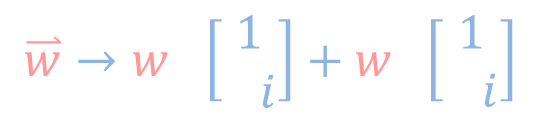 w⃗ → w [1 i] + w [1 i]